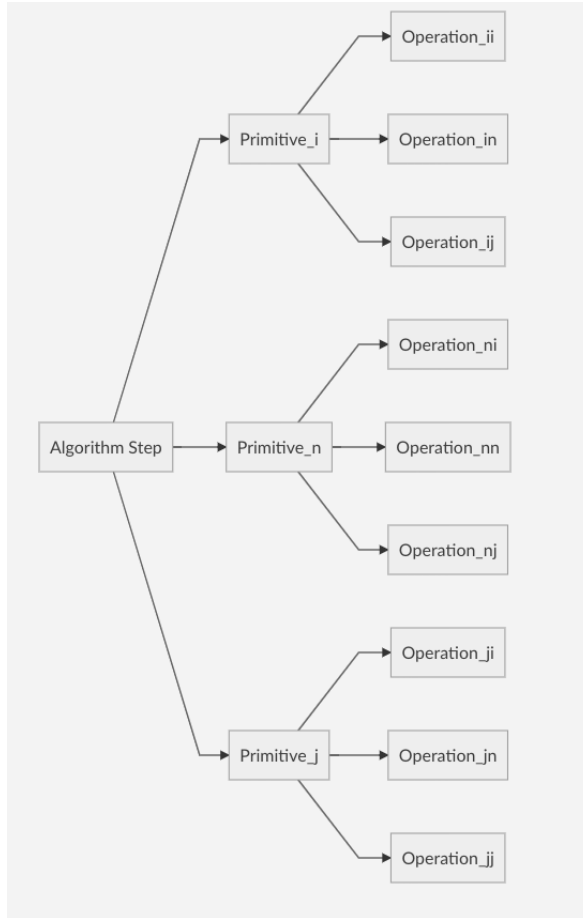 Operation_ii
Primitive_i
Operation_in
Operation_ij
Operation_ni
Algorithm Step
Primitive_n
Operation_nn
Operation_nj
Operation_ji
Primitive_j
Operation_jn
Operation_jj